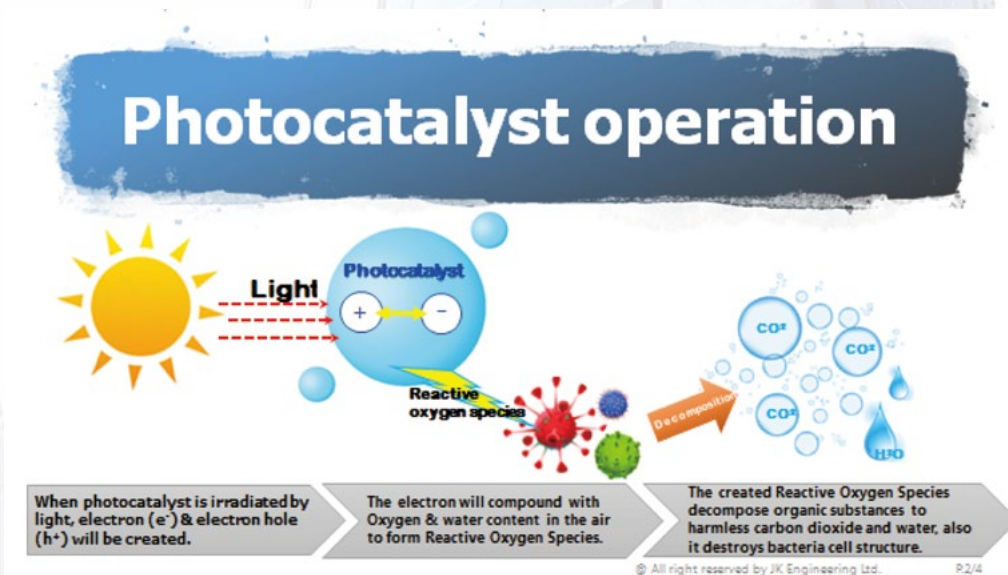 Photocatalyst operation
Light
Photocatalyst
+
−
Reactive
oxygen species
Decomposition
CO²
CO²
CO²
H²O
When photocatalyst is irradiated by
light, electron (e⁻) & electron hole
(h⁺) will be created.
The electron will compound with
Oxygen & water content in the air
to form Reactive Oxygen Species.
The created Reactive Oxygen Species
decompose organic substances to
harmless carbon dioxide and water, also
it destroys bacteria cell structure.
@ All right reserved by JK Engineering Ltd.
P.2/4